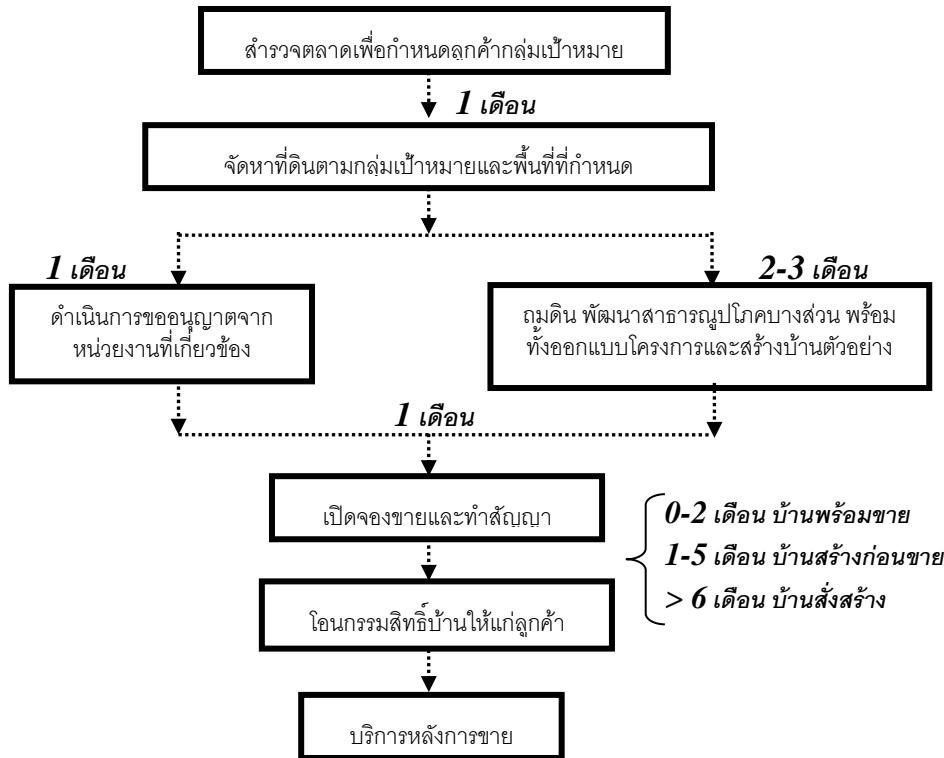 สำรวจตลาดเพื่อกำหนดลูกค้ากลุ่มเป้าหมาย
1 เดือน
จัดหาที่ดินตามกลุ่มเป้าหมายและพื้นที่ที่กำหนด
1 เดือน
2-3 เดือน
ดำเนินการขออนุญาตจาก
หน่วยงานที่เกี่ยวข้อง
ถมดิน พัฒนาสาธารณูปโภคบางส่วน พร้อม
ทั้งออกแบบโครงการและสร้างบ้านตัวอย่าง
1 เดือน
เปิดจองขายและทำสัญญา
0-2 เดือน บ้านพร้อมขาย
1-5 เดือน บ้านสร้างก่อนขาย
> 6 เดือน บ้านสั่งสร้าง
โอนกรรมสิทธิ์บ้านให้แก่ลูกค้า
บริการหลังการขาย